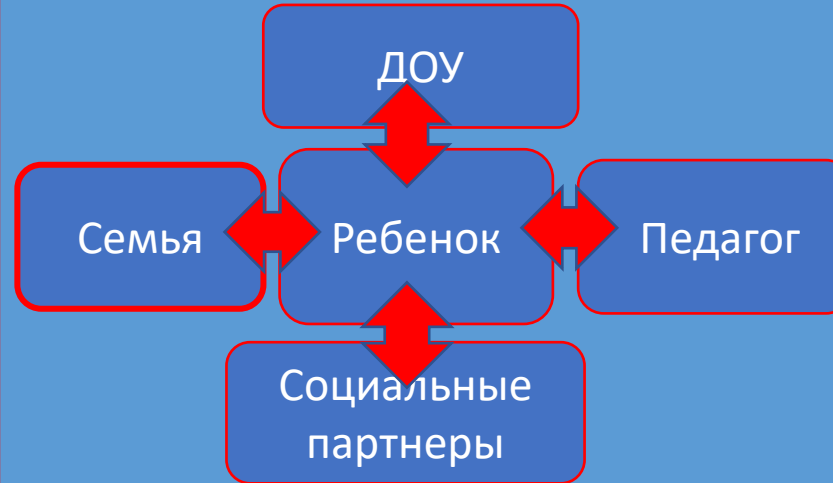 ДОУ
Семья
Ребенок
Педагог
Социальные
партнеры